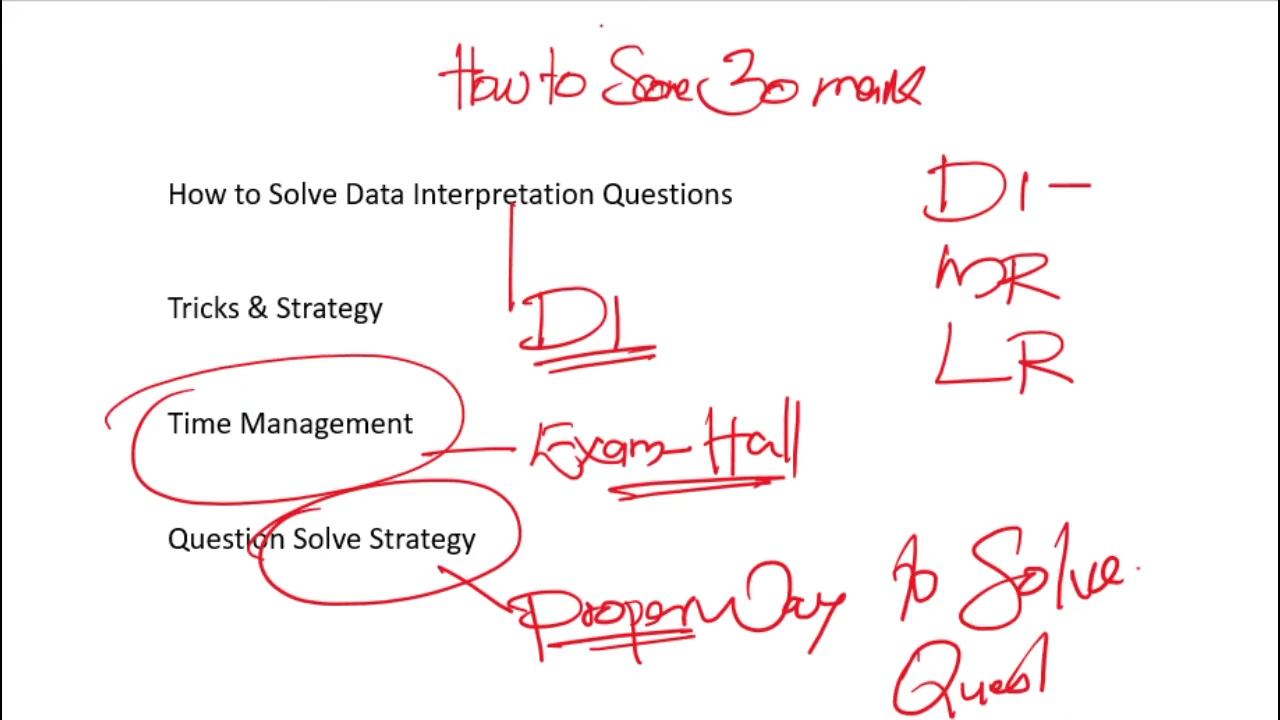 How to Score 30 mark
How to Solve Data Interpretation Questions
DI -
MR
LR
Tricks & Strategy
DI
Time Management
Exam Hall
Question Solve Strategy
Proper Way to Solve
Quest